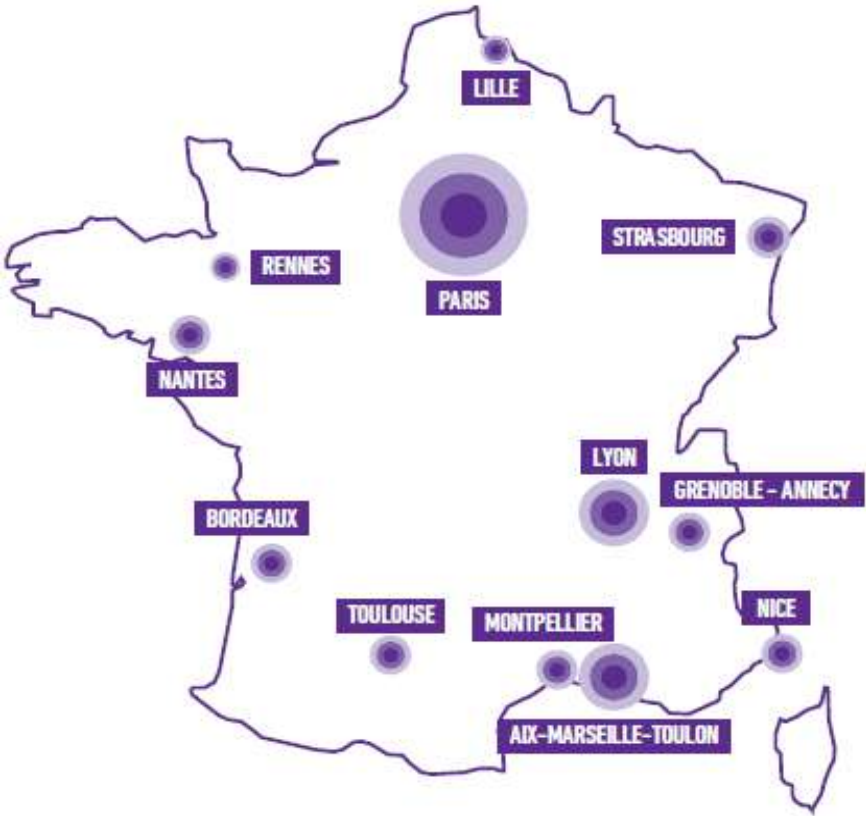 LILLE
STRASBOURG
RENNES
PARIS
NANTES
LYON
GRENOBLE - ANNECY
BORDEAUX
NICE
TOULOUSE
MONTPELLIER
AIX-MARSEILLE-TOULON